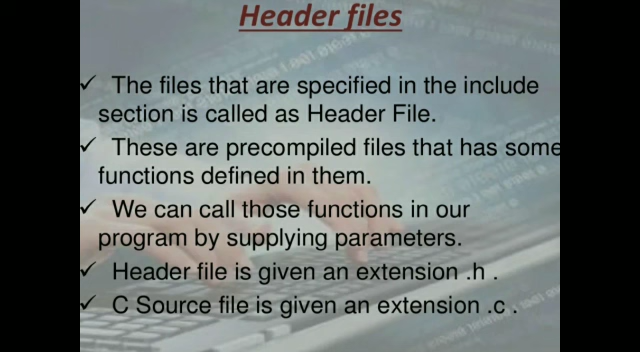 Header files
✓ The files that are specified in the include
section is called as Header File.
✓ These are precompiled files that has some
functions defined in them.
✓ We can call those functions in our
program by supplying parameters.
✓ Header file is given an extension .h .
✓ C Source file is given an extension .c .